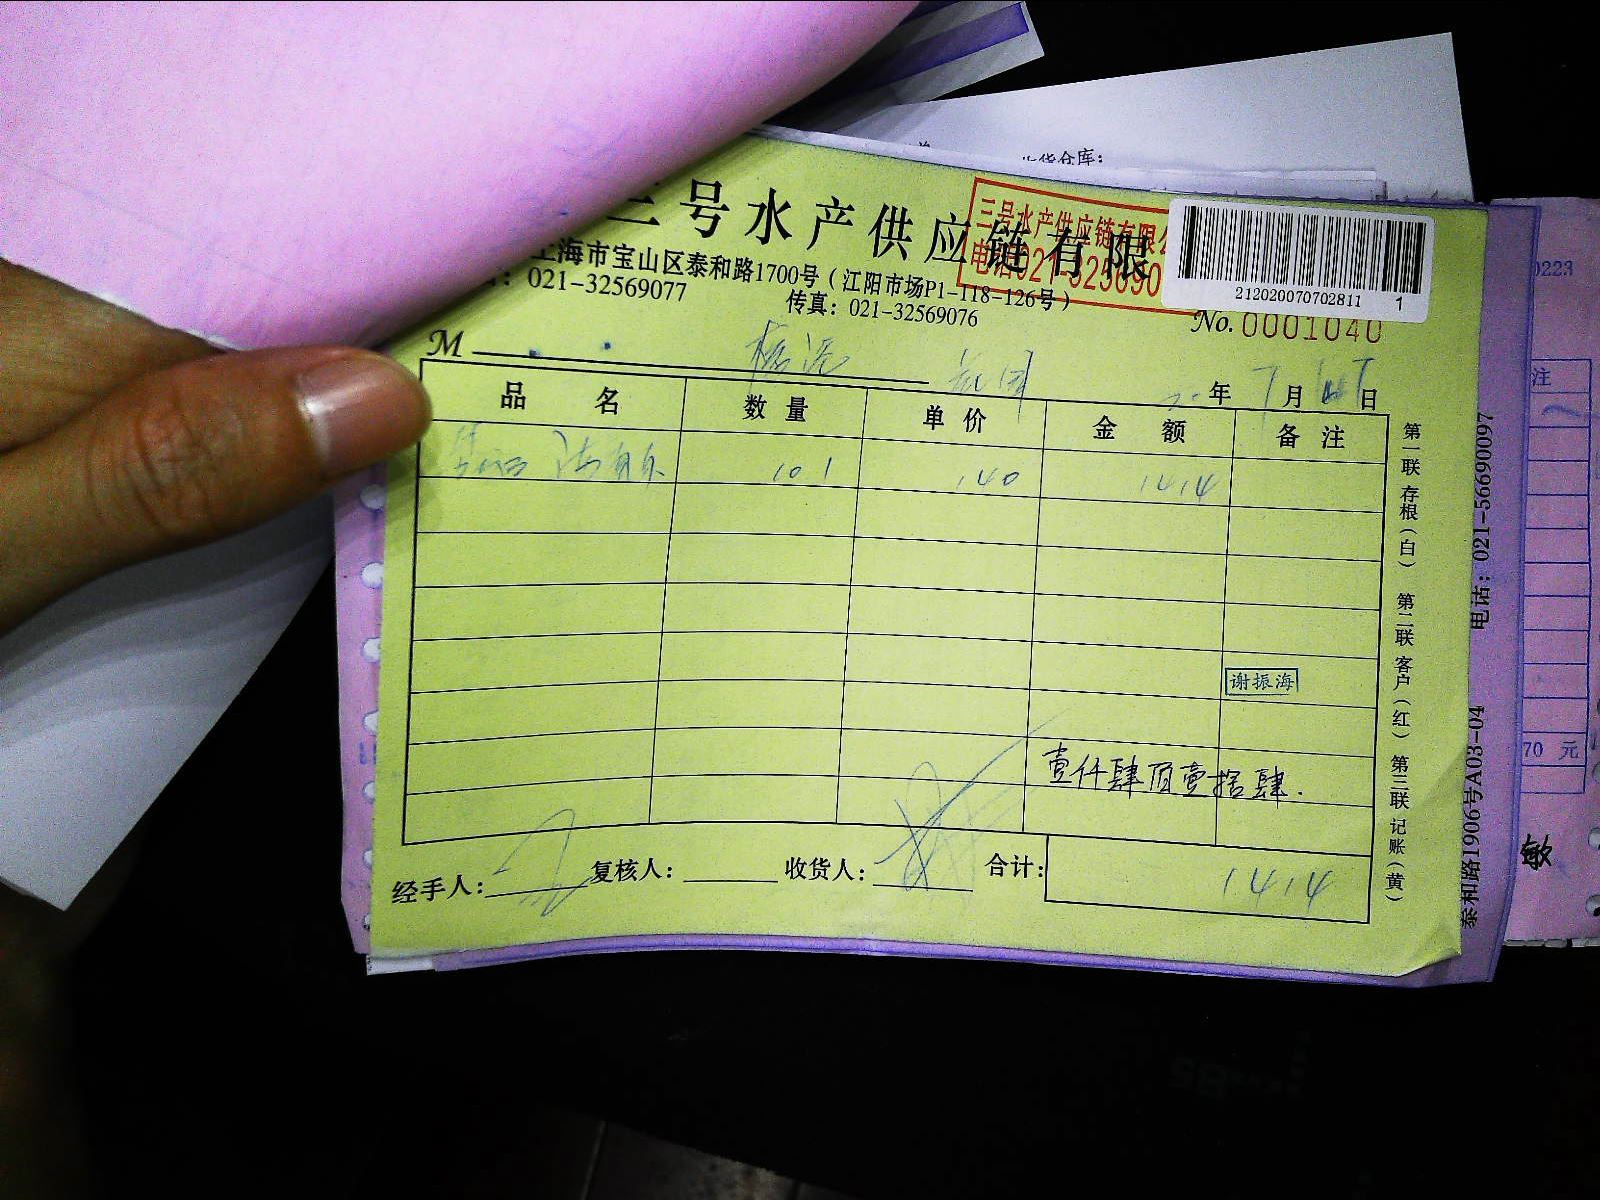 三号水产供应链有限
三号水产供应链有限
上海市宝山区泰和路1700号（江阳市场P1-118-126号）
：021-32569077
传真：021-32569076
212020070702811 1
No. 0001040
M
年 7 月 日
品 名 数 量 单 价 金 额 备 注
101 140 1414
谢振海
壹仟肆百壹拾肆.
经手人： 复核人： 收货人： 合计： 1414
第一联 存根（白） 第二联 客户（红） 第三联 记账（黄）
泰和路1906号A03-04 电话：021-56690097
货仓库：
0223
注
70 元
敏